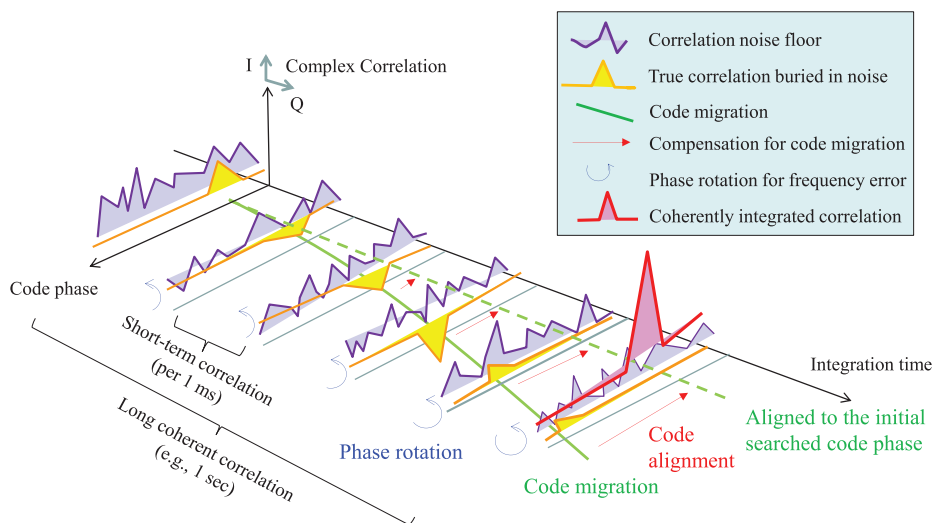 I
Complex Correlation
Q
Correlation noise floor
True correlation buried in noise
Code migration
Compensation for code migration
Phase rotation for frequency error
Coherently integrated correlation
Code phase
Short-term correlation
(per 1 ms)
Long coherent correlation
(e.g., 1 sec)
Phase rotation
Code migration
Code
alignment
Integration time
Aligned to the initial
searched code phase